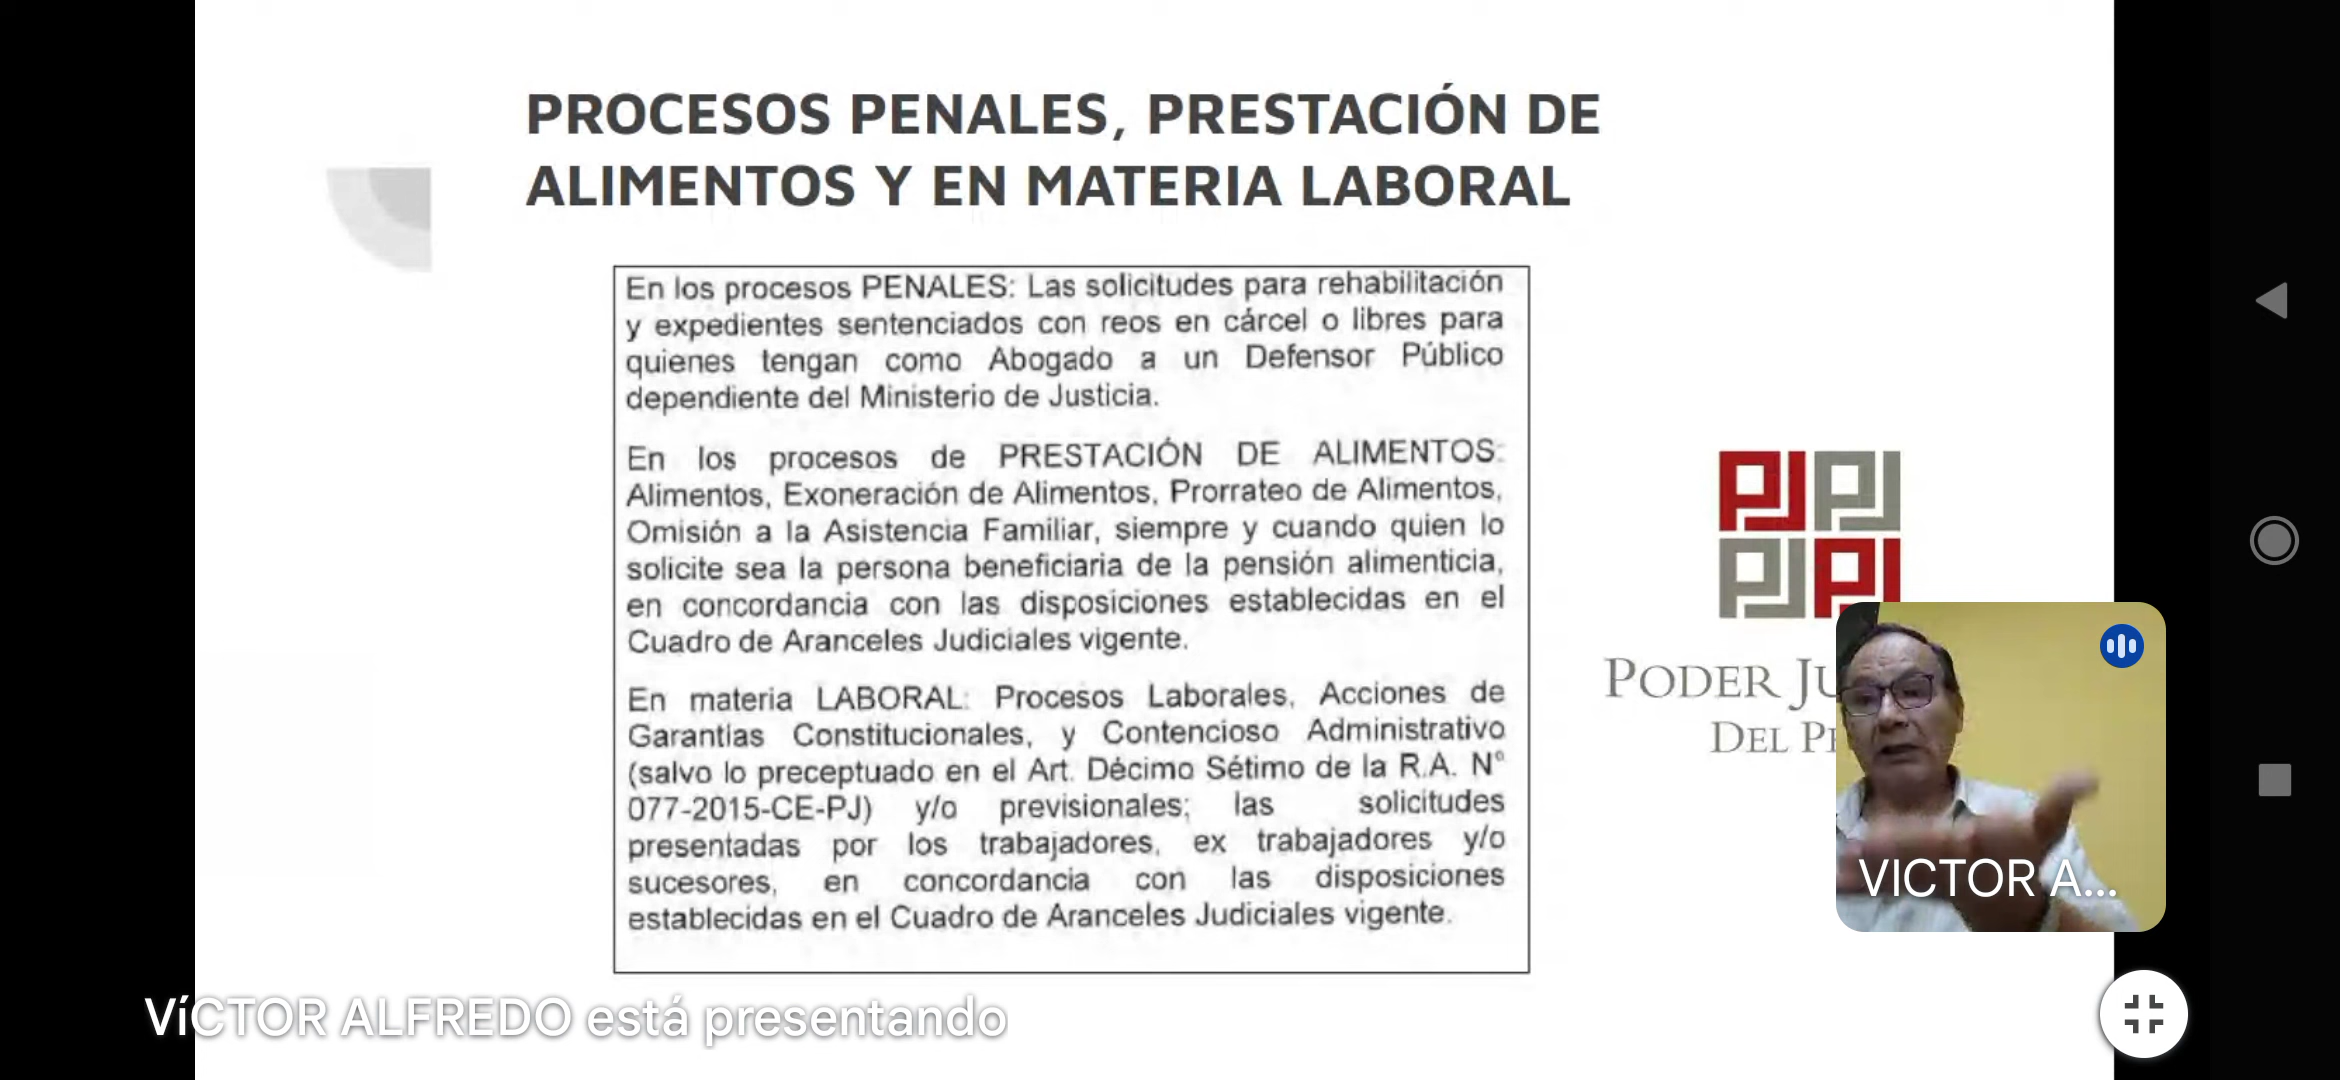 PROCESOS PENALES, PRESTACIÓN DE
ALIMENTOS Y EN MATERIA LABORAL
En los procesos PENALES: Las solicitudes para rehabilitación
y expedientes sentenciados con reos en cárcel o libres para
quienes tengan como Abogado a un Defensor Público
dependiente del Ministerio de Justicia.
En los procesos de PRESTACIÓN DE ALIMENTOS:
Alimentos, Exoneración de Alimentos, Prorrateo de Alimentos,
Omisión a la Asistencia Familiar, siempre y cuando quien lo
solicite sea la persona beneficiaria de la pensión alimenticia,
en concordancia con las disposiciones establecidas en el
Cuadro de Aranceles Judiciales vigente.
En materia LABORAL: Procesos Laborales, Acciones de
Garantías Constitucionales, y Contencioso Administrativo
(salvo lo preceptuado en el Art. Décimo Sétimo de la R.A. N°
077-2015-CE-PJ) y/o previsionales; las solicitudes
presentadas por los trabajadores, ex trabajadores y/o
sucesores, en concordancia con las disposiciones
establecidas en el Cuadro de Aranceles Judiciales vigente.
PJ PJ
PJ PJ
PODER
DEL
VICTOR A...
VíCTOR ALFREDO está presentando